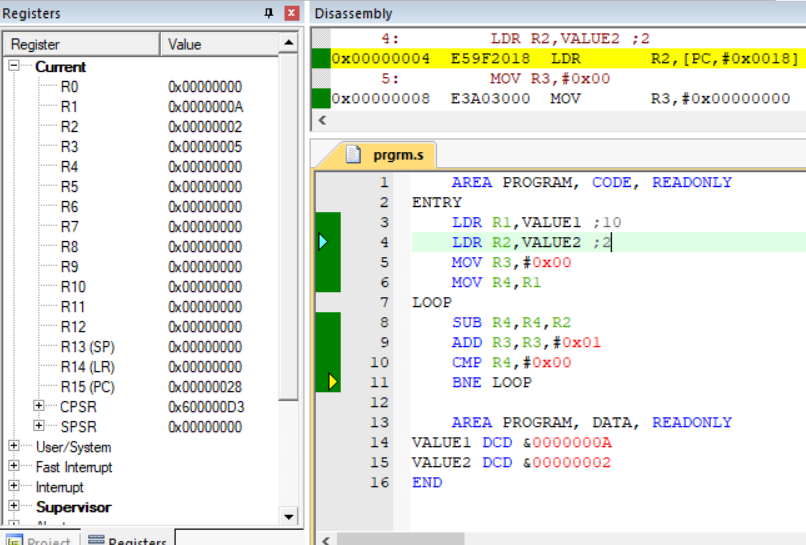 Registers
Register Value
Current
R0 0x00000000
R1 0x0000000A
R2 0x00000002
R3 0x00000005
R4 0x00000000
R5 0x00000000
R6 0x00000000
R7 0x00000000
R8 0x00000000
R9 0x00000000
R10 0x00000000
R11 0x00000000
R12 0x00000000
R13 (SP) 0x00000000
R14 (LR) 0x00000000
R15 (PC) 0x00000028
CPSR 0x600000D3
SPSR 0x00000000
User/System
Fast Interrupt
Interrupt
Supervisor
Project Registers
Disassembly
4: LDR R2,VALUE2 ;2
0x00000004 E59F2018 LDR R2,[PC,#0x0018]
5: MOV R3,#0x00
0x00000008 E3A03000 MOV R3,#0x00000000
prgrm.s
1 AREA PROGRAM, CODE, READONLY
2 ENTRY
3 LDR R1,VALUE1 ;10
4 LDR R2,VALUE2 ;2
5 MOV R3,#0x00
6 MOV R4,R1
7 LOOP
8 SUB R4,R4,R2
9 ADD R3,R3,#0x01
10 CMP R4,#0x00
11 BNE LOOP
12
13 AREA PROGRAM, DATA, READONLY
14 VALUE1 DCD &0000000A
15 VALUE2 DCD &00000002
16 END